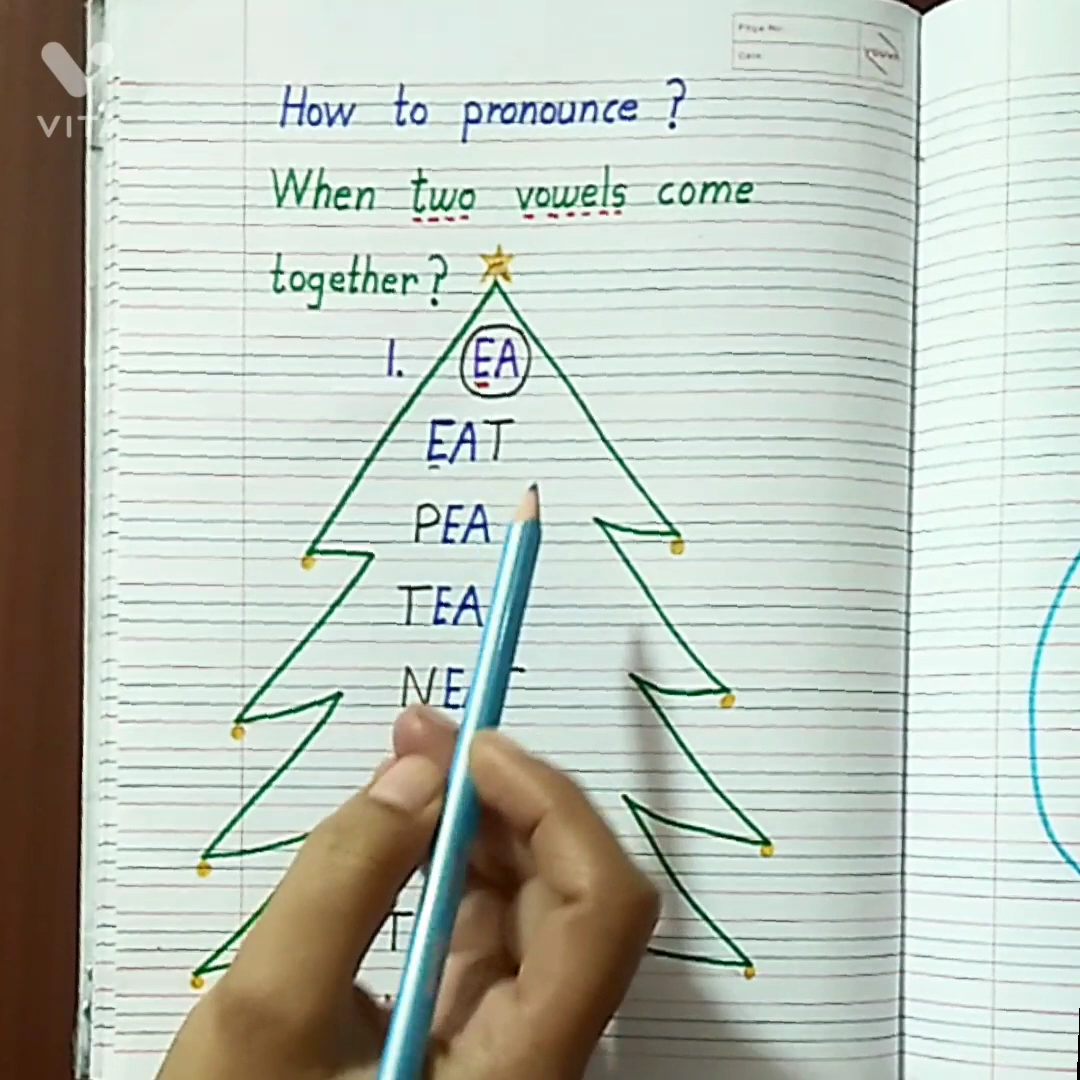 How to pronounce ?
When two vowels come
together?
1. EA
EAT
PEA
TEA